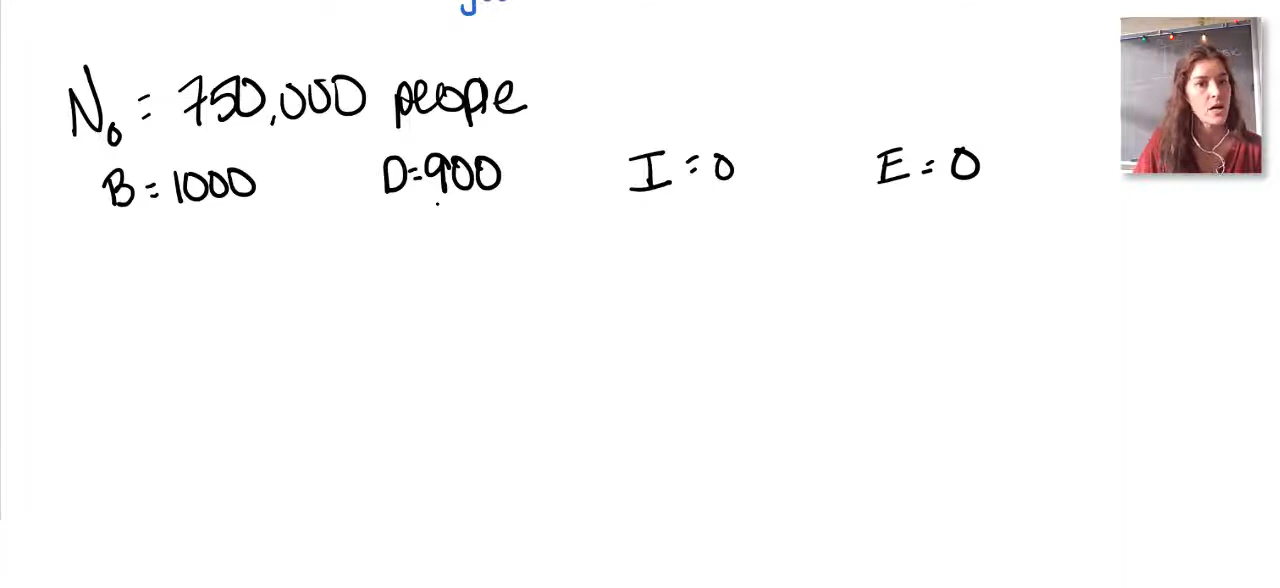 N₀ = 750,000 people
B = 1000 D = 900 I = 0 E = 0